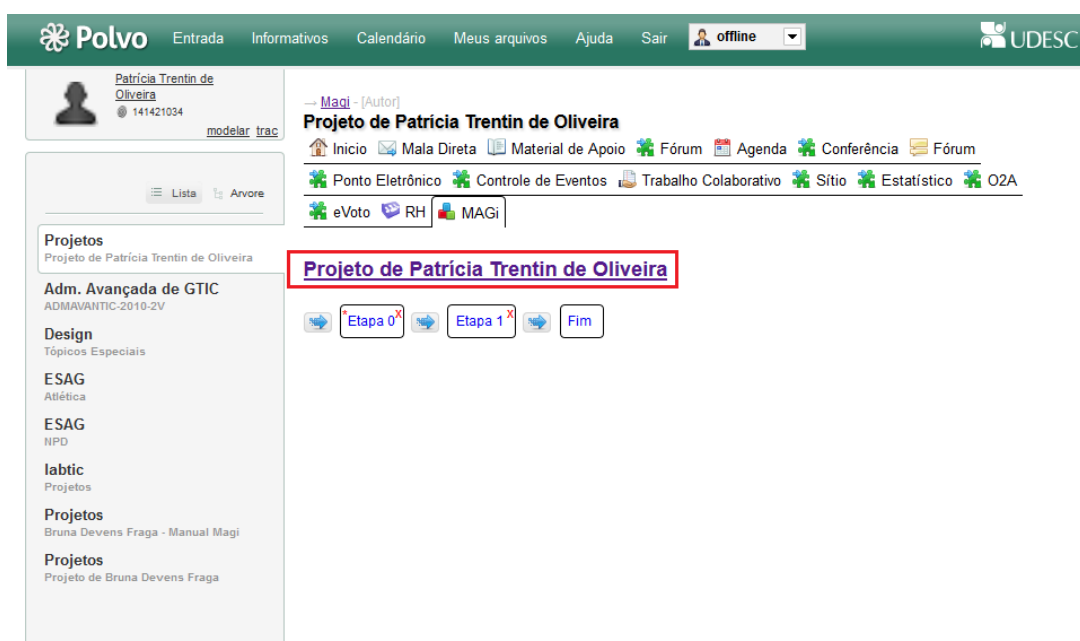 Polvo Entrada Informativos Calendário Meus arquivos Ajuda Sair offline UDESC
Patrícia Trentin de
Oliveira
141421034
modelar trac
Lista Arvore
Projetos
Projeto de Patrícia Trentin de Oliveira
Adm. Avançada de GTIC
ADMAVANTIC-2010-2V
Design
Tópicos Especiais
ESAG
Atlética
ESAG
NPD
labtic
Projetos
Projetos
Bruna Devens Fraga - Manual Magi
Projetos
Projeto de Bruna Devens Fraga
→ Magi - [Autor]
Projeto de Patrícia Trentin de Oliveira
Inicio Mala Direta Material de Apoio Fórum Agenda Conferência Fórum
Ponto Eletrônico Controle de Eventos Trabalho Colaborativo Sítio Estatístico O2A
eVoto RH MAGi
Projeto de Patrícia Trentin de Oliveira
*Etapa 0 X Etapa 1 X Fim